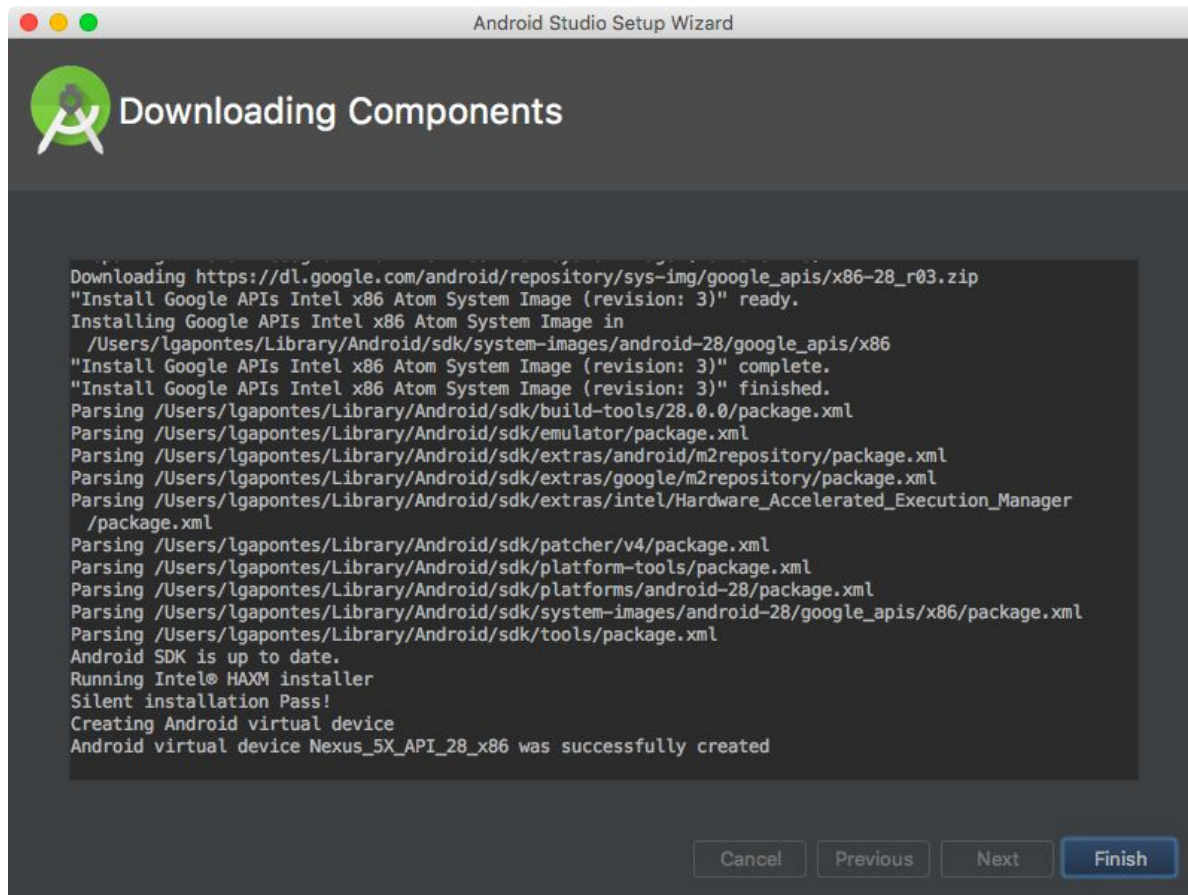 Android Studio Setup Wizard
Downloading Components
Downloading https://dl.google.com/android/repository/sys-img/google_apis/x86-28_r03.zip
"Install Google APIs Intel x86 Atom System Image (revision: 3)" ready.
Installing Google APIs Intel x86 Atom System Image in
/Users/lgapontes/Library/Android/sdk/system-images/android-28/google_apis/x86
"Install Google APIs Intel x86 Atom System Image (revision: 3)" complete.
"Install Google APIs Intel x86 Atom System Image (revision: 3)" finished.
Parsing /Users/lgapontes/Library/Android/sdk/build-tools/28.0.0/package.xml
Parsing /Users/lgapontes/Library/Android/sdk/emulator/package.xml
Parsing /Users/lgapontes/Library/Android/sdk/extras/android/m2repository/package.xml
Parsing /Users/lgapontes/Library/Android/sdk/extras/google/m2repository/package.xml
Parsing /Users/lgapontes/Library/Android/sdk/extras/intel/Hardware_Accelerated_Execution_Manager
/package.xml
Parsing /Users/lgapontes/Library/Android/sdk/patcher/v4/package.xml
Parsing /Users/lgapontes/Library/Android/sdk/platform-tools/package.xml
Parsing /Users/lgapontes/Library/Android/sdk/platforms/android-28/package.xml
Parsing /Users/lgapontes/Library/Android/sdk/system-images/android-28/google_apis/x86/package.xml
Parsing /Users/lgapontes/Library/Android/sdk/tools/package.xml
Android SDK is up to date.
Running Intel® HAXM installer
Silent installation Pass!
Creating Android virtual device
Android virtual device Nexus_5X_API_28_x86 was successfully created
Cancel Previous Next Finish